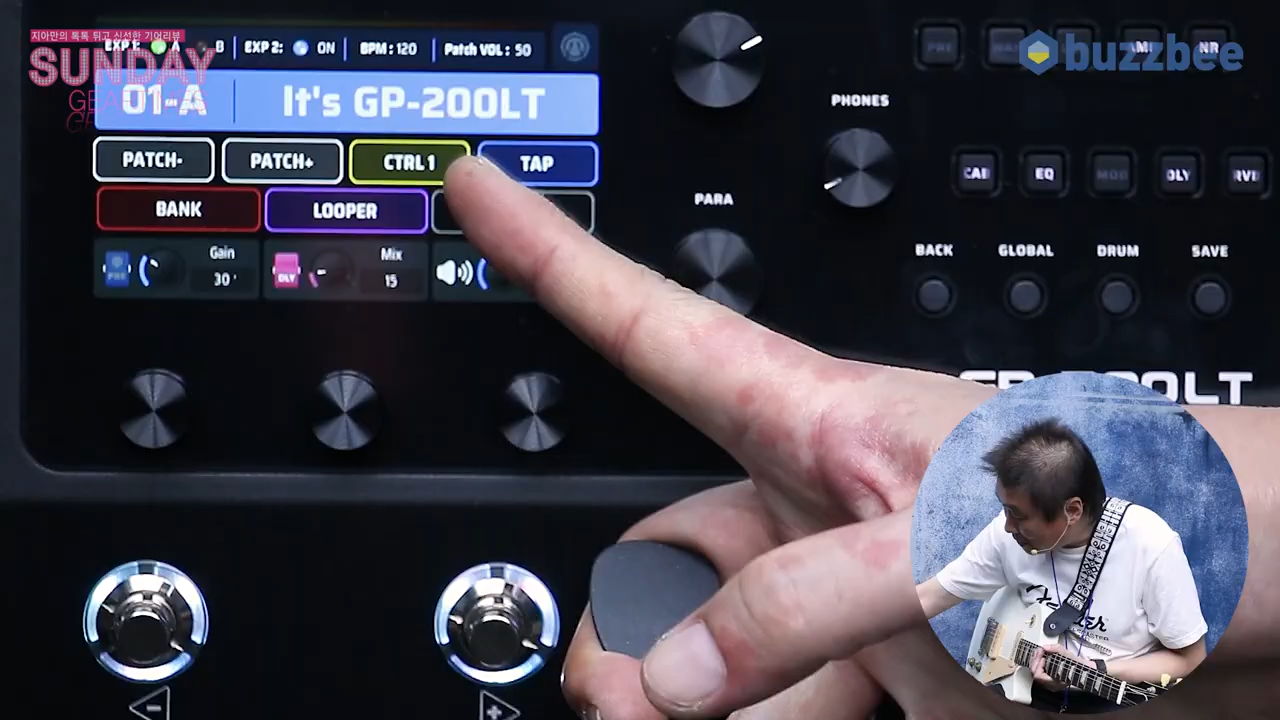 지아만의 톡톡 튀고 신선한 기어리뷰
SUNDAY
buzzbee
EXP 1: A B EXP 2: ON BPM: 120 Patch VOL: 50
01-A It's GP-200LT
PATCH- PATCH+ CTRL 1 TAP
BANK LOOPER
PRE Gain 30
DLY Mix 15
PRE NR
PHONES
PARA
CAB EQ MOD DLY RVB
BACK GLOBAL DRUM SAVE
- +